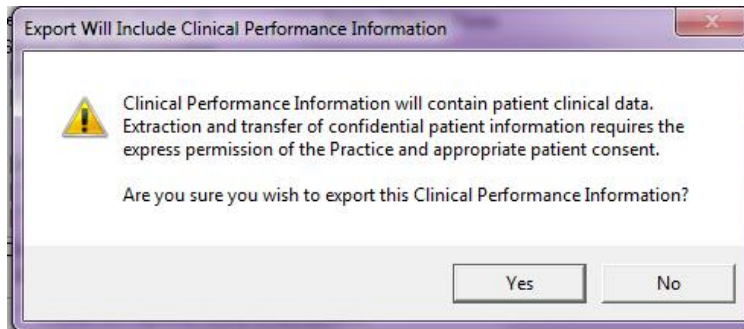 Export Will Include Clinical Performance Information
Clinical Performance Information will contain patient clinical data.
Extraction and transfer of confidential patient information requires the
express permission of the Practice and appropriate patient consent.
Are you sure you wish to export this Clinical Performance Information?
Yes
No